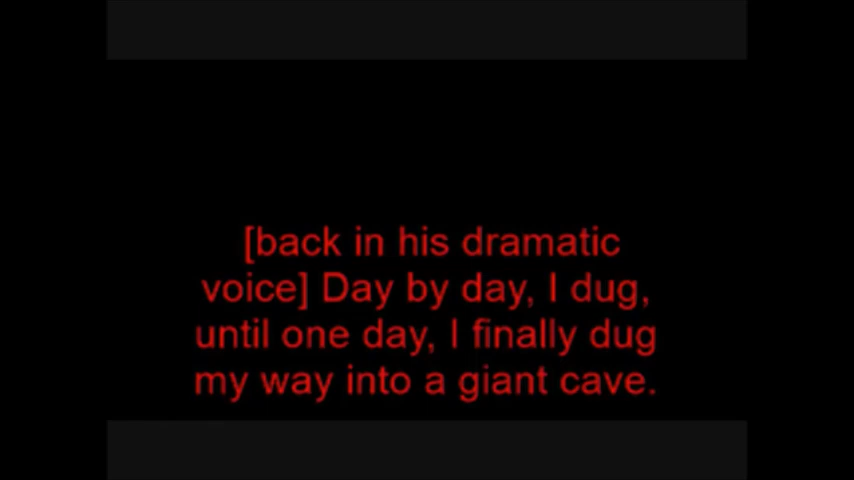 [back in his dramatic
voice] Day by day, I dug,
until one day, I finally dug
my way into a giant cave.